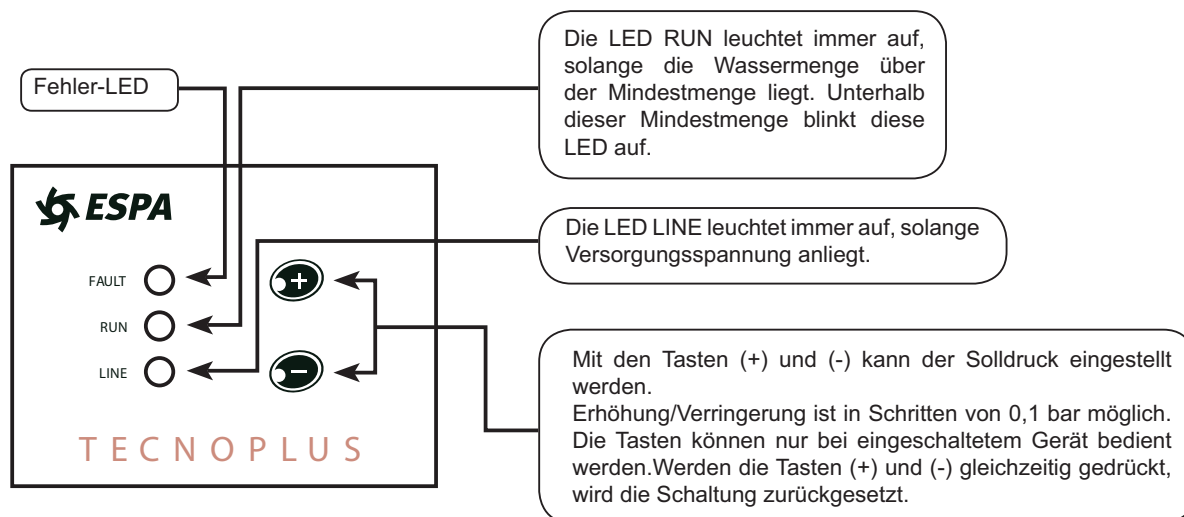 Die LED RUN leuchtet immer auf,
solange die Wassermenge über
der Mindestmenge liegt. Unterhalb
dieser Mindestmenge blinkt diese
LED auf.
Fehler-LED
ESPA
Die LED LINE leuchtet immer auf, solange
Versorgungsspannung anliegt.
FAULT
RUN
LINE
+
-
Mit den Tasten (+) und (-) kann der Solldruck eingestellt
werden.
Erhöhung/Verringerung ist in Schritten von 0,1 bar möglich.
Die Tasten können nur bei eingeschaltetem Gerät bedient
werden.Werden die Tasten (+) und (-) gleichzeitig gedrückt,
wird die Schaltung zurückgesetzt.
TECNOPLUS